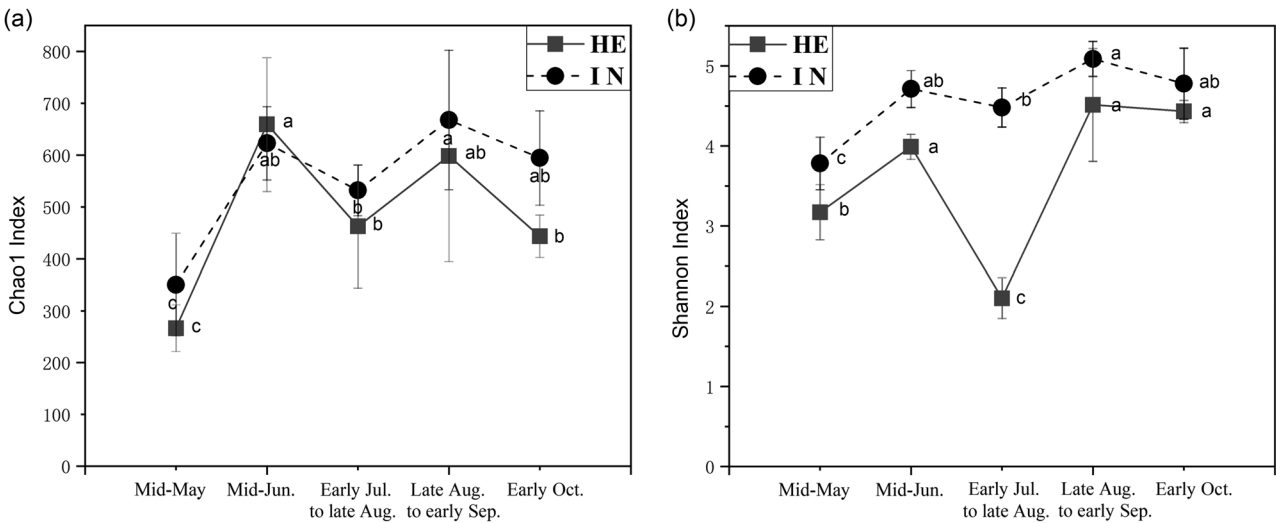 (a)
Chao1 Index
800
700
600
500
400
300
200
100
0
HE
I N
c
c
a
ab
b
b
a
ab
ab
b
Mid-May
Mid-Jun.
Early Jul.
to late Aug.
Late Aug.
to early Sep.
Early Oct.
(b)
Shannon Index
5
4
3
2
1
0
HE
I N
c
b
ab
a
b
c
a
a
ab
a
Mid-May
Mid-Jun.
Early Jul.
to late Aug.
Late Aug.
to early Sep.
Early Oct.